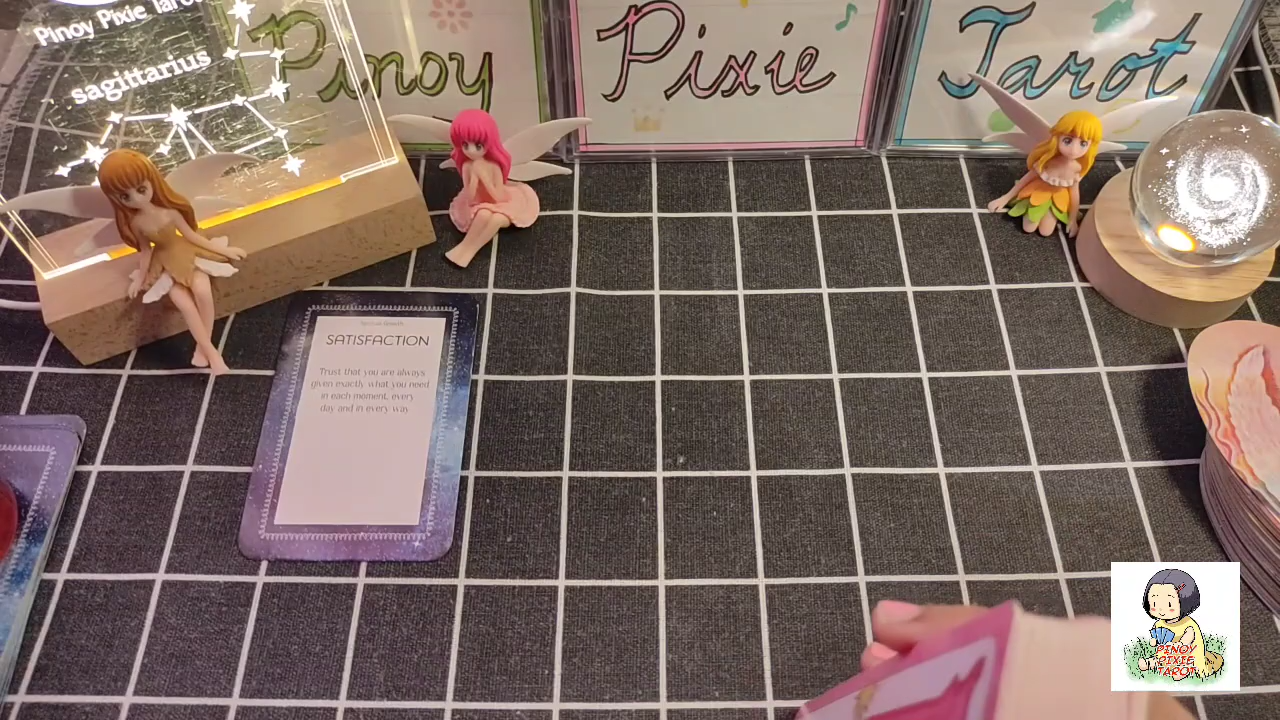 Pinoy Pixie Tarot
sagittarius
Pinoy
Pixie
Tarot
SATISFACTION
Trust that you are always
given exactly what you need
in each moment, every
day and in every way
PINOY
PIXIE
TAROT